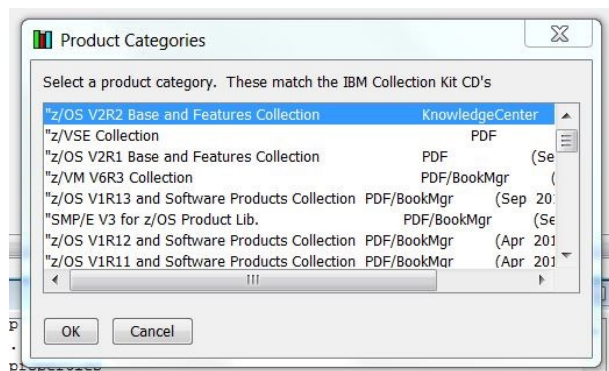 Product Categories
Select a product category. These match the IBM Collection Kit CD's
"z/OS V2R2 Base and Features Collection KnowledgeCenter
"z/VSE Collection PDF
"z/OS V2R1 Base and Features Collection PDF (Se
"z/VM V6R3 Collection PDF/BookMgr (
"z/OS V1R13 and Software Products Collection PDF/BookMgr (Sep 20
"SMP/E V3 for z/OS Product Lib. PDF/BookMgr (Se
"z/OS V1R12 and Software Products Collection PDF/BookMgr (Apr 201
"z/OS V1R11 and Software Products Collection PDF/BookMgr (Apr 201
OK Cancel